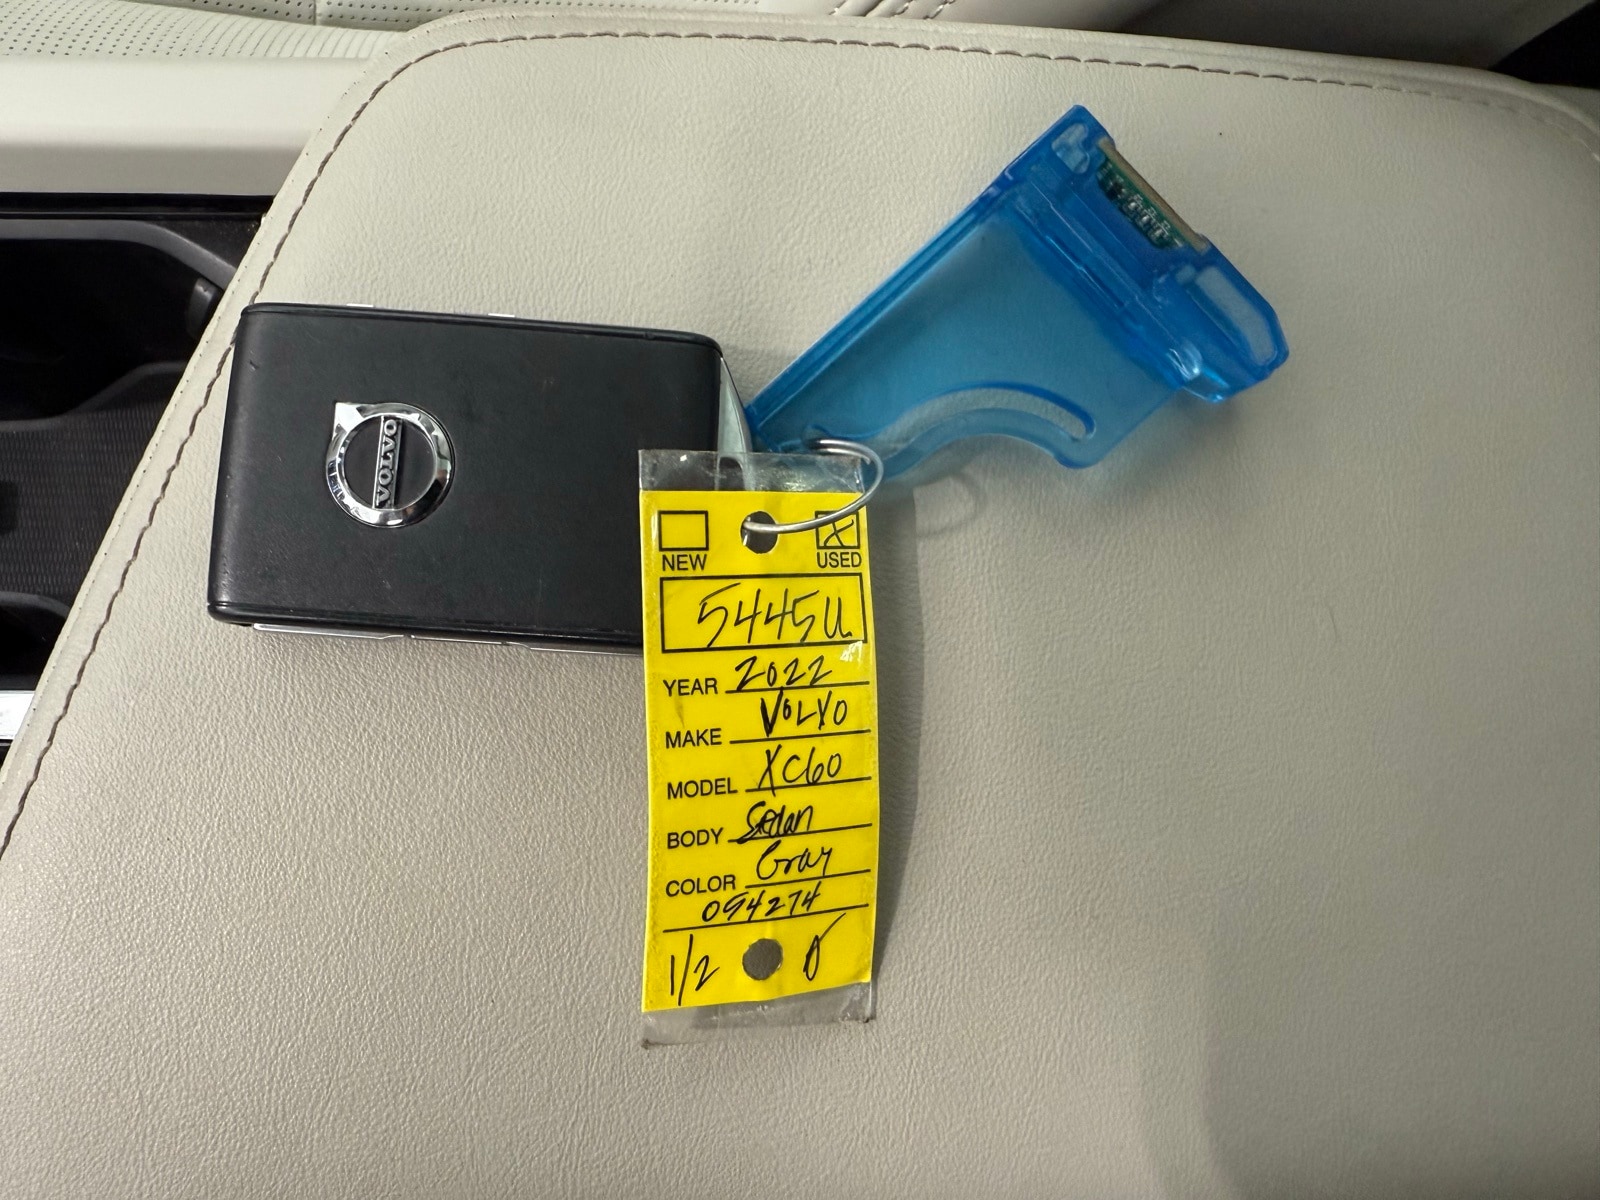 VOLVO
NEW X USED
5445U
YEAR 2022
MAKE VOLVO
MODEL XC60
BODY Sedan
COLOR Gray
094274
1/2